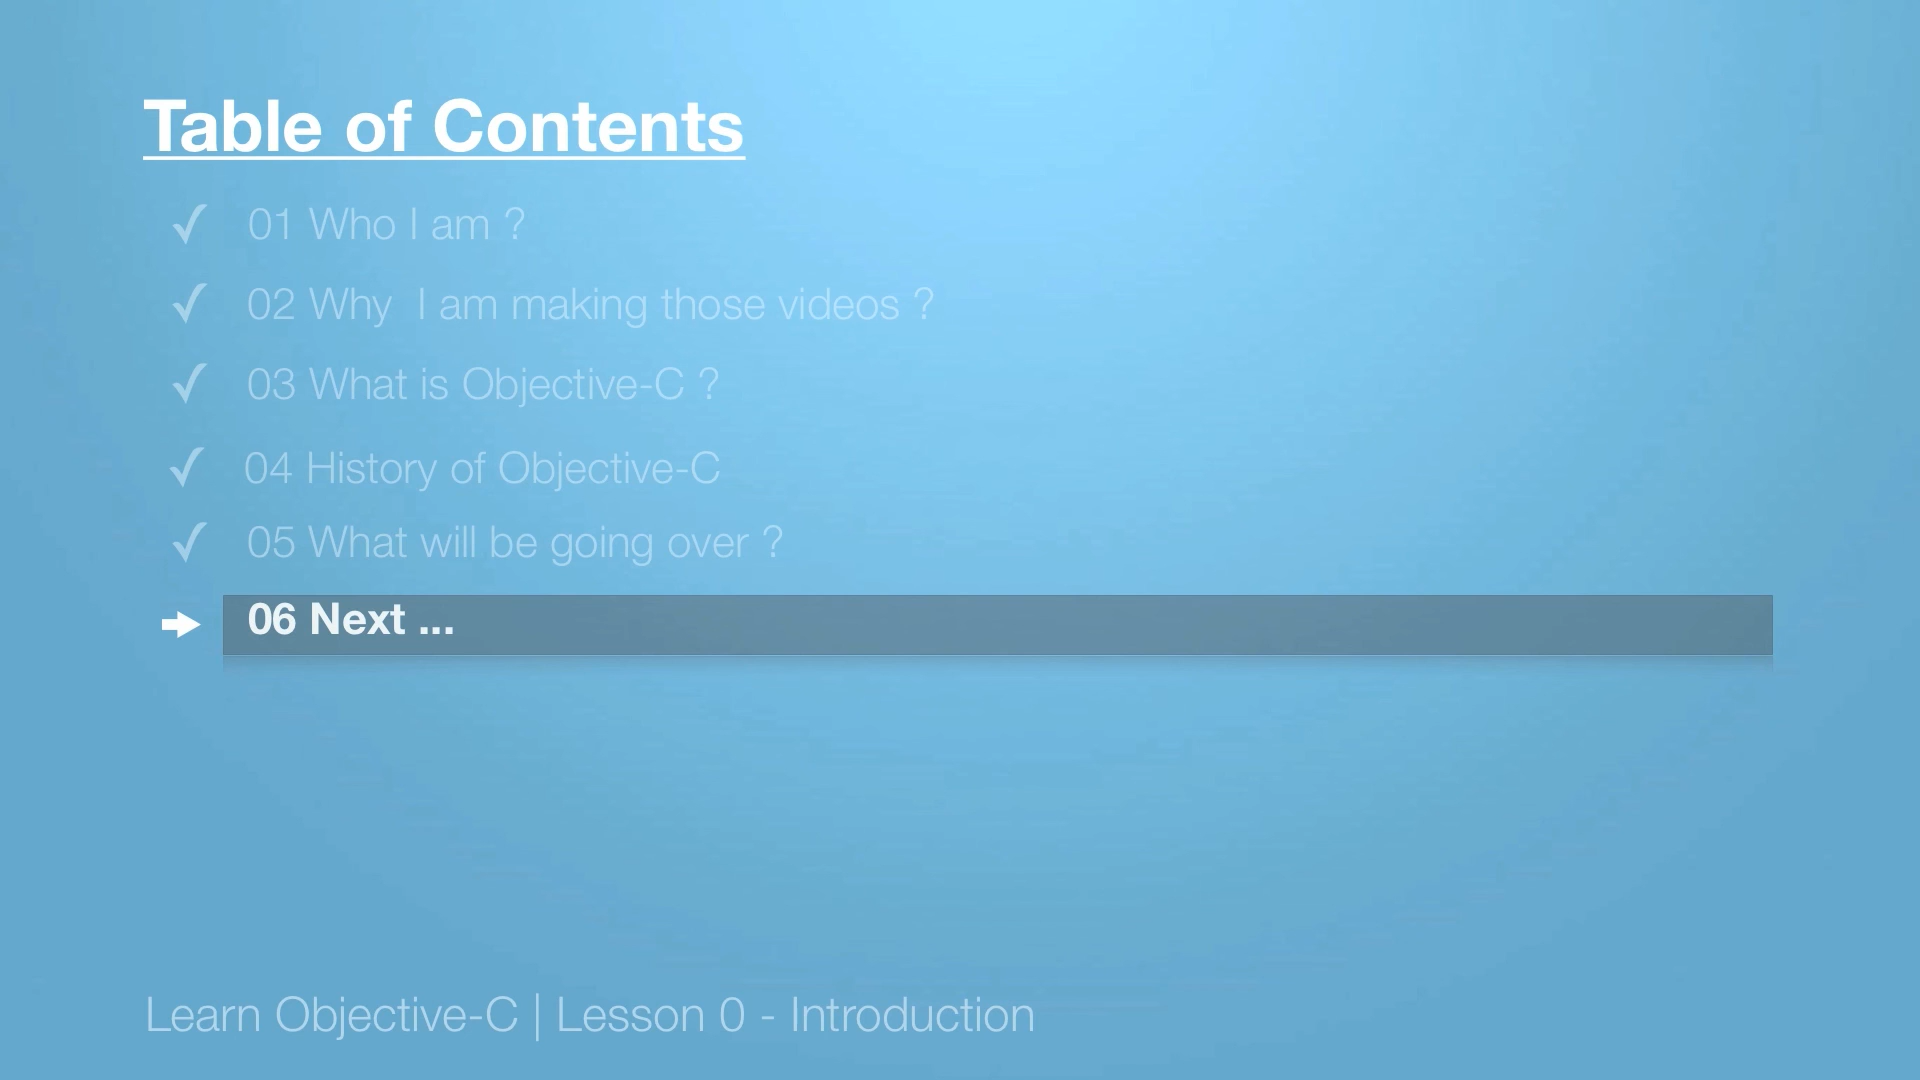 Table of Contents
✓ 01 Who I am ?
✓ 02 Why  I am making those videos ?
✓ 03 What is Objective-C ?
✓ 04 History of Objective-C
✓ 05 What will be going over ?
06 Next ...
Learn Objective-C | Lesson 0 - Introduction